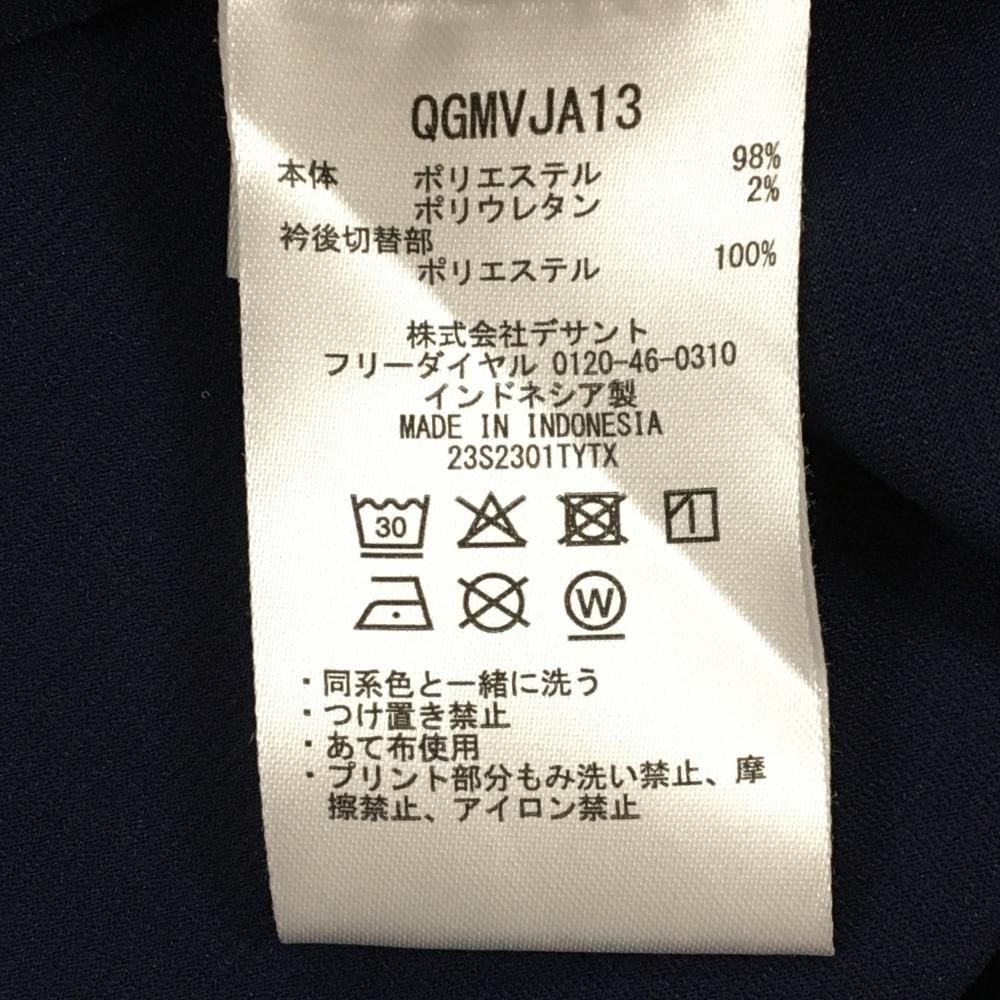 QGMVJA13
本体 ポリエステル 98%
ポリウレタン 2%
衿後切替部
ポリエステル 100%
株式会社デサント
フリーダイヤル 0120-46-0310
インドネシア製
MADE IN INDONESIA
23S2301TYTX
30
W
・同系色と一緒に洗う
・つけ置き禁止
・あて布使用
・プリント部分もみ洗い禁止、摩
擦禁止、アイロン禁止